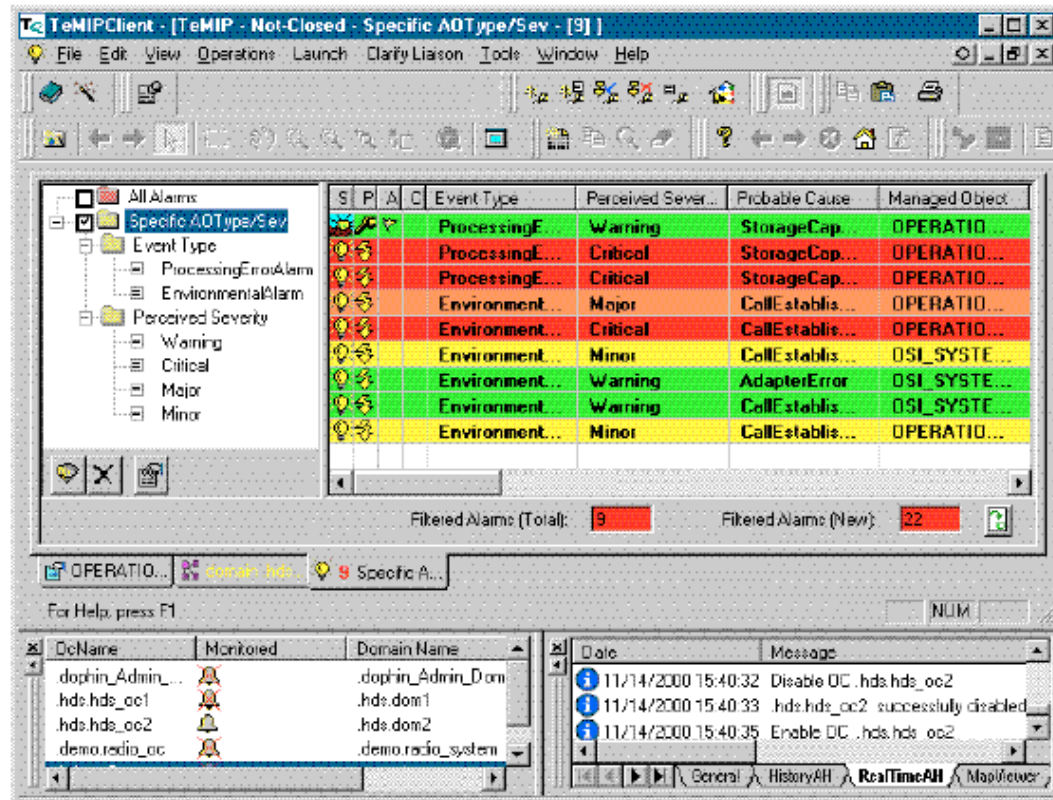 TeMIPClient - [TeMIP - Not-Closed - Specific AOType/Sev - [9] ]
File Edit View Operations Launch Clarify Liaison Tools Window Help
All Alarms
Specific AOType/Sev
Event Type
ProcessingErrorAlarm
EnvironmentalAlarm
Perceived Severity
Warning
Critical
Major
Minor
S P A C Event Type Perceived Sever... Probable Cause Managed Object
ProcessingE... Warning StorageCap... OPERATIO...
ProcessingE... Critical StorageCap... OPERATIO...
ProcessingE... Critical StorageCap... OPERATIO...
Environment... Major CallEstablis... OPERATIO...
Environment... Critical CallEstablis... OPERATIO...
Environment... Minor CallEstablis... OSI_SYSTE...
Environment... Warning AdapterError OSI_SYSTE...
Environment... Warning CallEstablis... OSI_SYSTE...
Environment... Minor CallEstablis... OPERATIO...
Filtered Alarms (Total): 9 Filtered Alarms (New): 22
OPERATIO... domain hds... 9 Specific A...
For Help, press F1 NUM
OcName Monitored Domain Name
.dophin_Admin_... .dophin_Admin_Dom
.hds.hds_oc1 .hds.dom1
.hds.hds_oc2 .hds.dom2
.demo.radio_oc .demo.radio_system
Date Message
11/14/2000 15:40:32 Disable OC .hds.hds_oc2
11/14/2000 15:40:33 .hds.hds_oc2 successfully disabled
11/14/2000 15:40:35 Enable OC .hds.hds_oc2
General HistoryAH RealTimeAH MapViewer